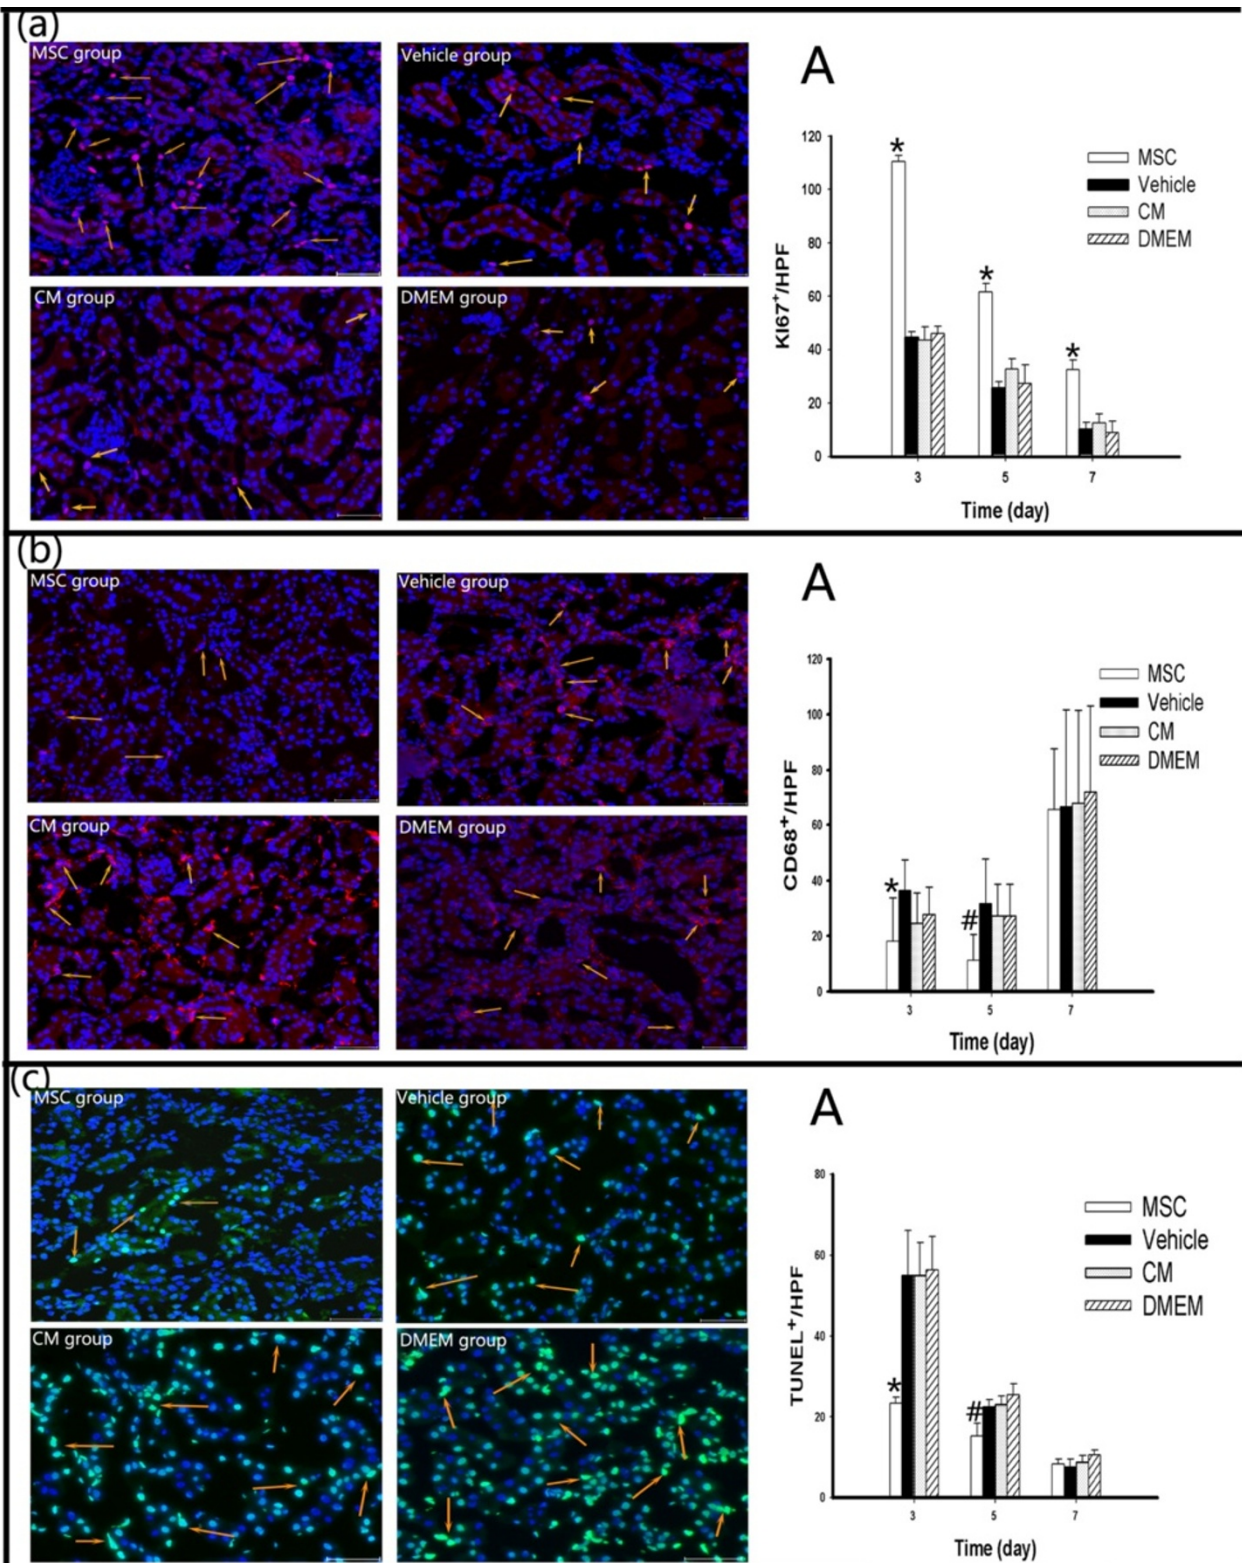 (a)
MSC group
Vehicle group
CM group
DMEM group
A
120
100
80
60
40
20
0
KI67+/HPF
*
*
*
MSC
Vehicle
CM
DMEM
3 5 7
Time (day)
(b)
MSC group
Vehicle group
CM group
DMEM group
A
120
100
80
60
40
20
0
CD68+/HPF
*
#
MSC
Vehicle
CM
DMEM
3 5 7
Time (day)
(c)
MSC group
Vehicle group
CM group
DMEM group
A
80
60
40
20
0
TUNEL+/HPF
*
#
MSC
Vehicle
CM
DMEM
3 5 7
Time (day)